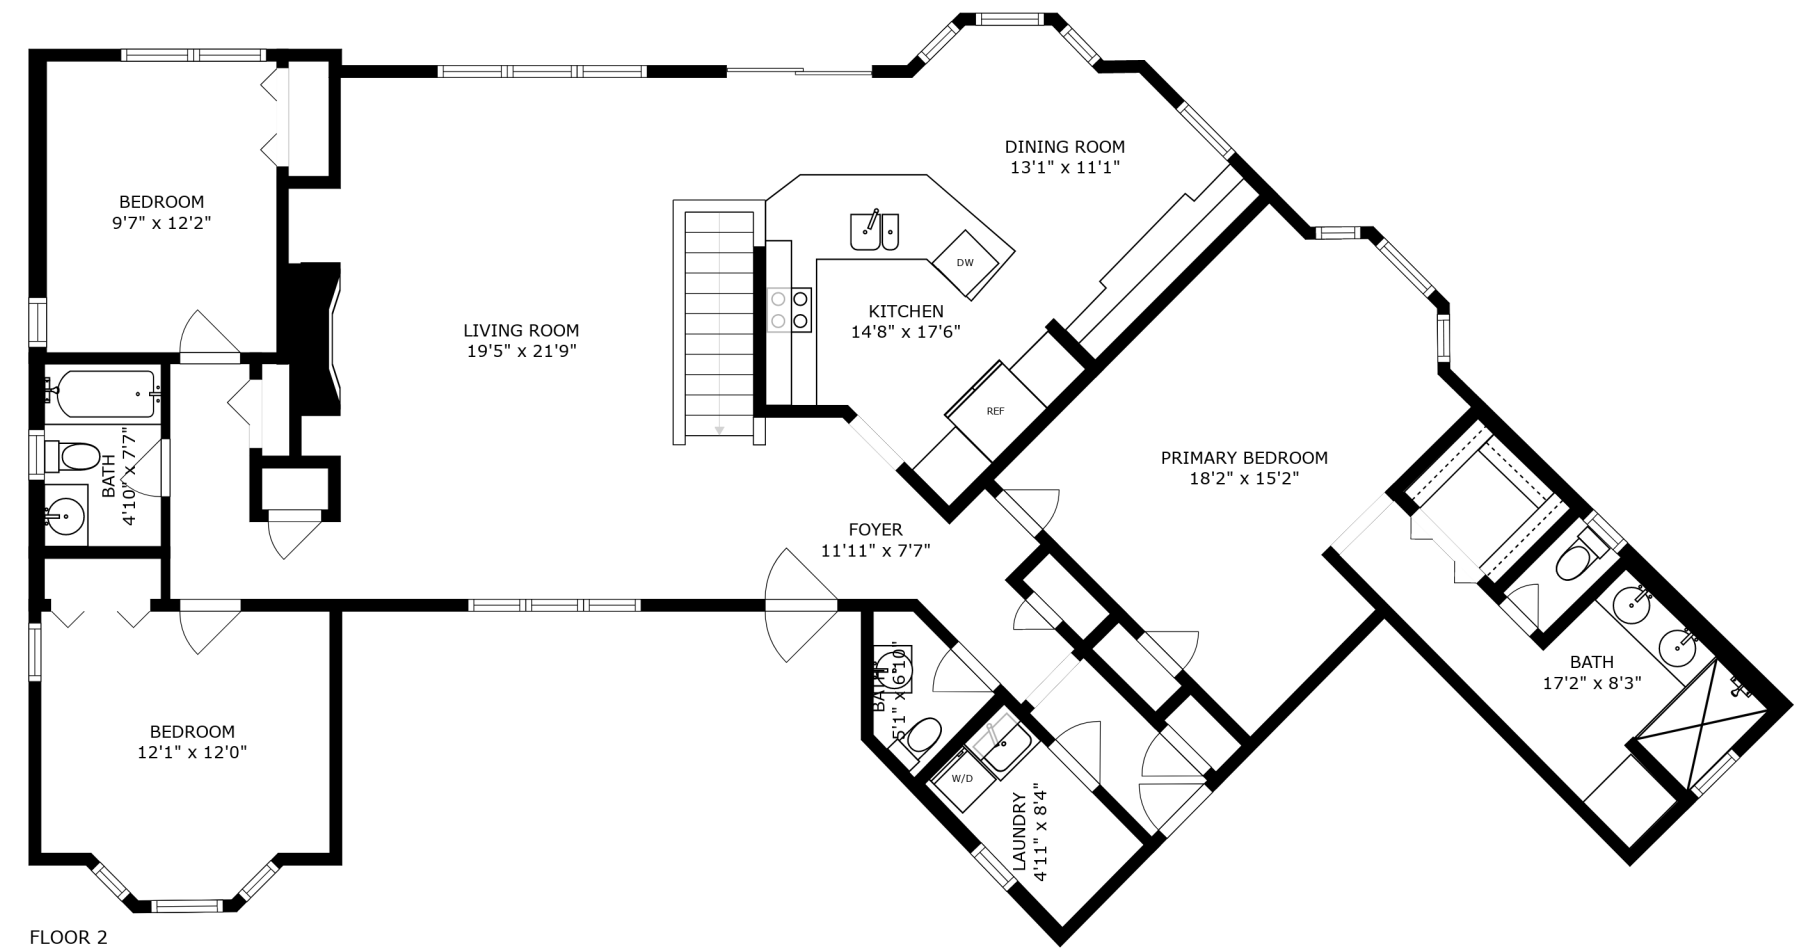 DINING ROOM
13'1" x 11'1"
BEDROOM
9'7" x 12'2"
DW
KITCHEN
14'8" x 17'6"
LIVING ROOM
19'5" x 21'9"
REF
BATH
4'10" x 7'7"
PRIMARY BEDROOM
18'2" x 15'2"
FOYER
11'11" x 7'7"
BATH
5'1" x 6'10"
BATH
17'2" x 8'3"
BEDROOM
12'1" x 12'0"
W/D
LAUNDRY
4'11" x 8'4"
FLOOR 2